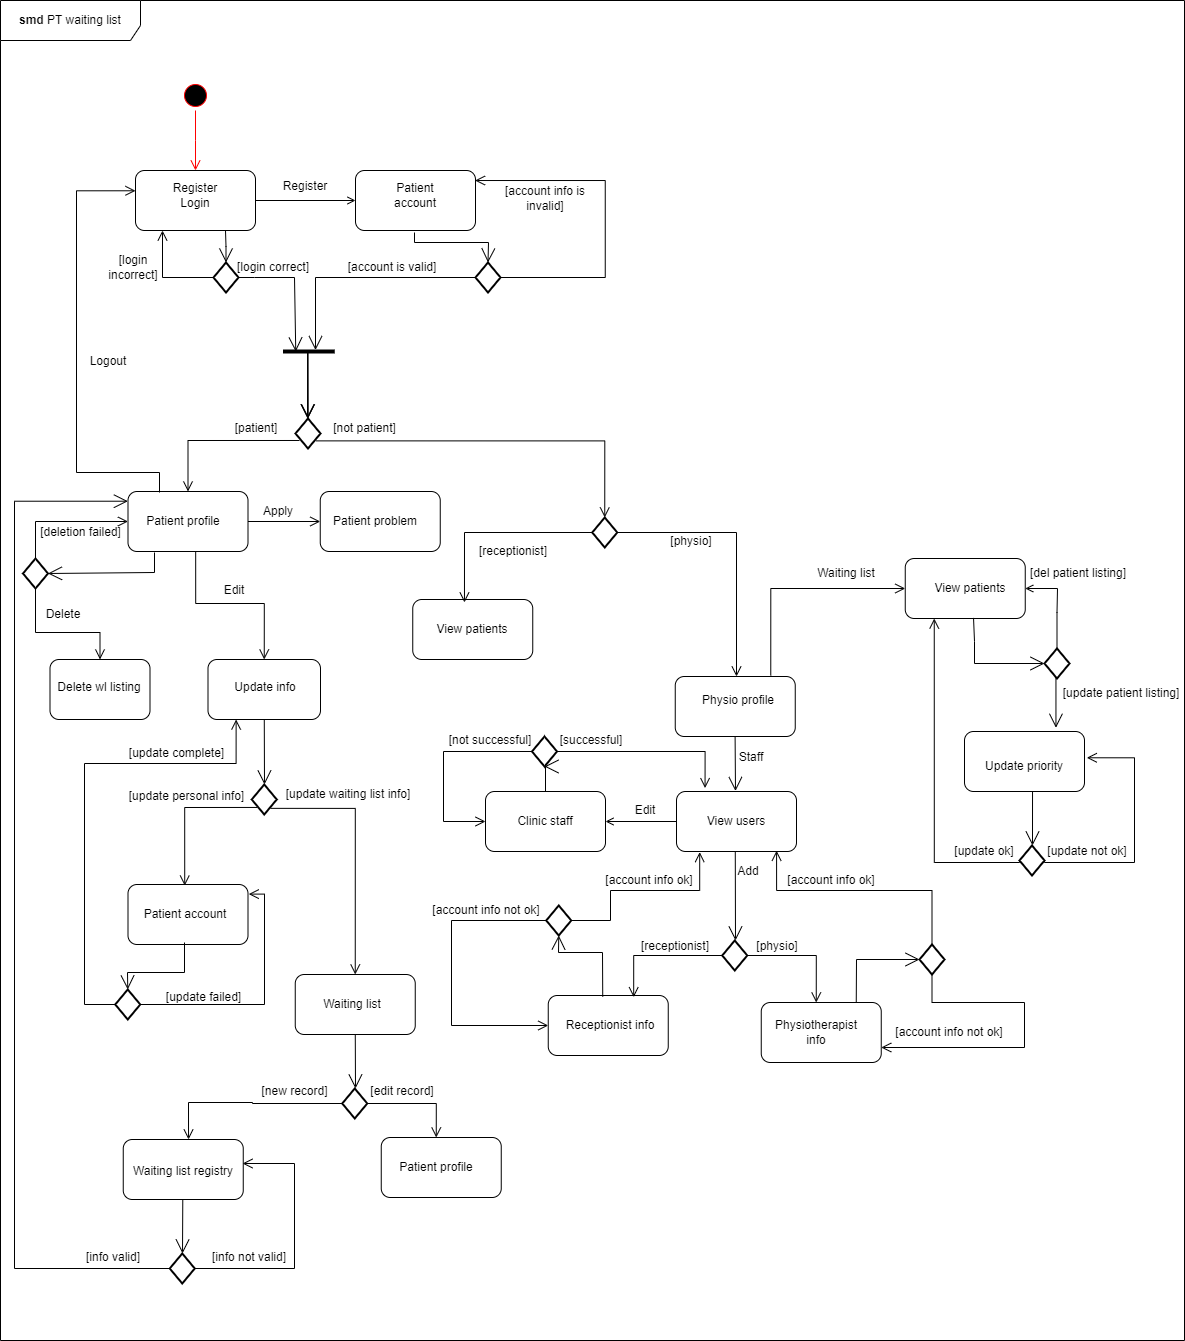 smd PT waiting list
Register
Login
Register
Patient
account
[account info is
invalid]
[login
incorrect]
[login correct]
[account is valid]
Logout
[patient]
[not patient]
Patient profile
Apply
Patient problem
[deletion failed]
[receptionist]
[physio]
Waiting list
View patients
[del patient listing]
Edit
Delete
View patients
Delete wl listing
Update info
Physio profile
[update patient listing]
[update complete]
[not successful]
[successful]
Staff
Update priority
[update personal info]
[update waiting list info]
Clinic staff
Edit
View users
[update ok]
[update not ok]
Add
[account info ok]
[account info ok]
Patient account
[account info not ok]
[receptionist]
[physio]
[update failed]
Waiting list
Receptionist info
Physiotherapist
info
[account info not ok]
[new record]
[edit record]
Waiting list registry
Patient profile
[info valid]
[info not valid]